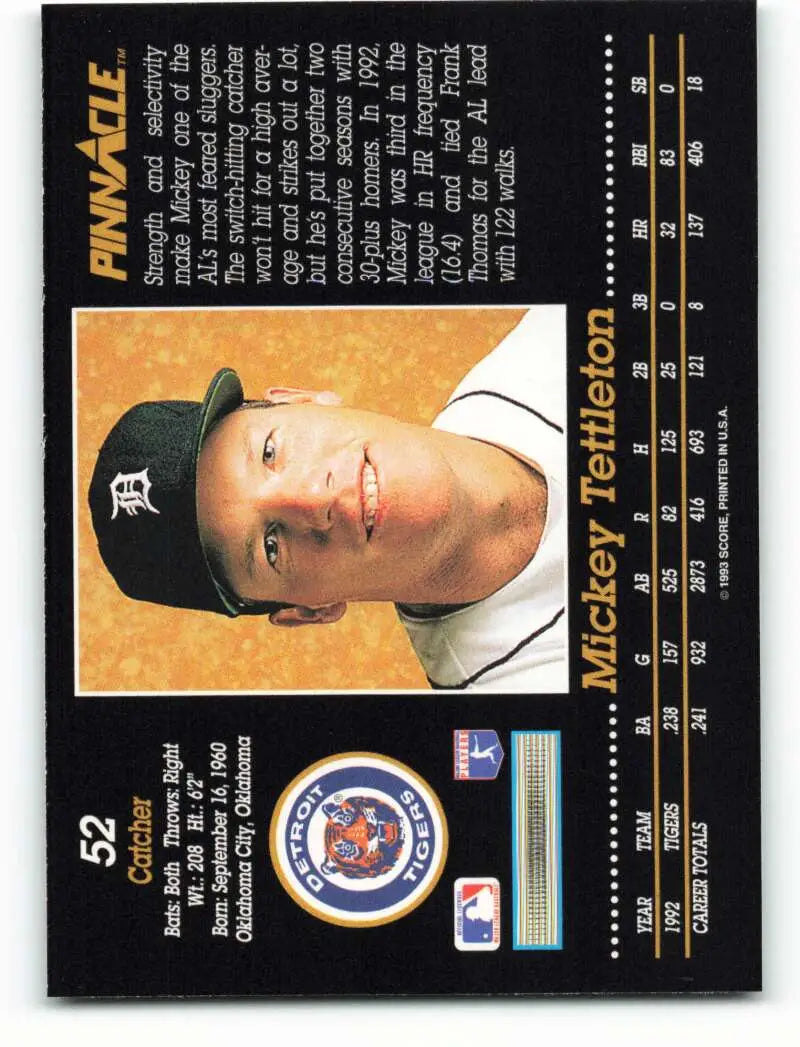 52
Catcher
Bats: Both Throws: Right
Wt.: 208 Ht.: 6'2"
Born: September 16, 1960
Oklahoma City, Oklahoma
DETROIT
TIGERS
®
D
PLAYERS
PINNACLE™
Strength and selectivity
make Mickey one of the
AL's most feared sluggers.
The switch-hitting catcher
won't hit for a high aver-
age and strikes out a lot,
but he's put together two
consecutive seasons with
30-plus homers. In 1992,
Mickey was third in the
league in HR frequency
(16.4) and tied Frank
Thomas for the AL lead
with 122 walks.
Mickey Tettleton
YEAR TEAM BA G AB R H 2B 3B HR RBI SB
1992 TIGERS .238 157 525 82 125 25 0 32 83 0
CAREER TOTALS .241 932 2873 416 693 121 8 137 406 18
© 1993 SCORE, PRINTED IN U.S.A.